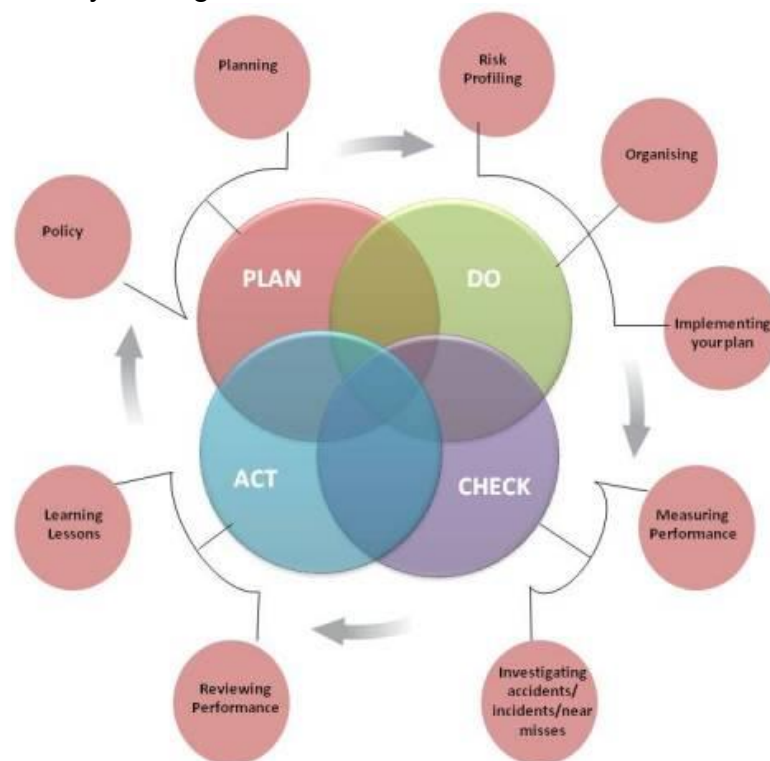 Planning
Risk
Profiling
Organising
Policy
PLAN
DO
Implementing
your plan
ACT
CHECK
Learning
Lessons
Measuring
Performance
Reviewing
Performance
Investigating
accidents/
incidents/near
misses